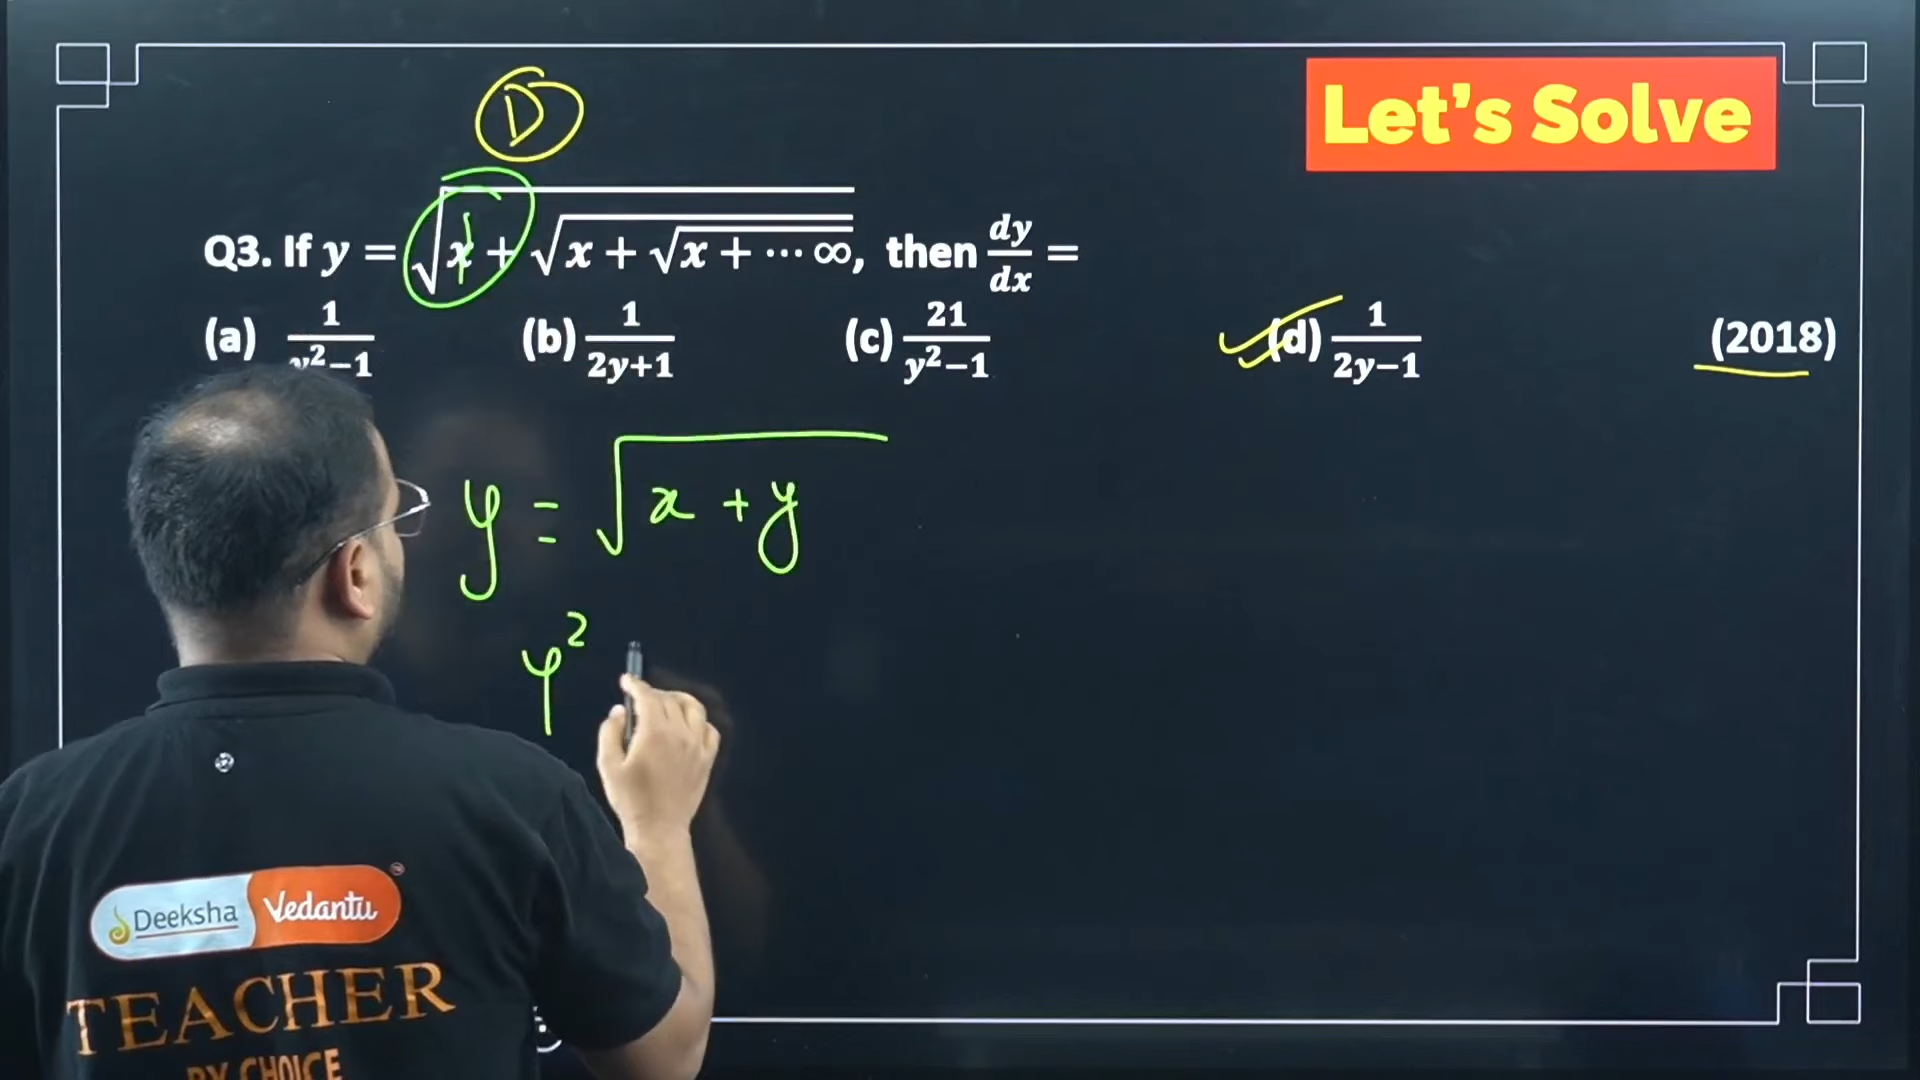 Let's Solve
D
Q3. If y = √x + √x + √x + ⋯ ∞, then dy/dx =
(a) 1/y²−1 (b) 1/2y+1 (c) 21/y²−1 (d) 1/2y−1 (2018)
y = √x + y
y²
Deeksha Vedantu
TEACHER
BY CHOICE